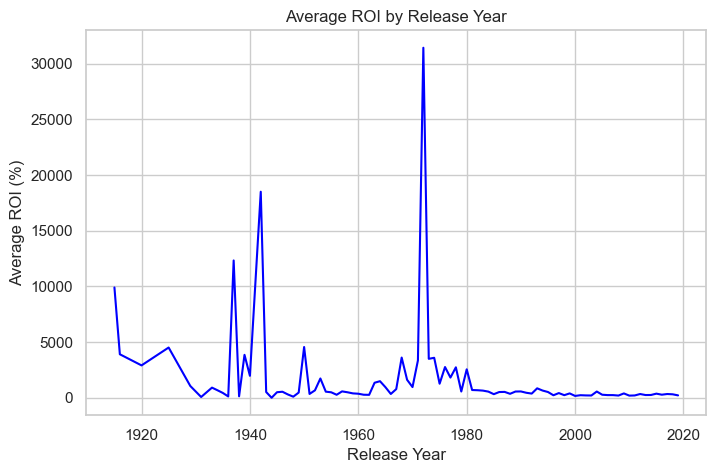 Average ROI by Release Year
Average ROI (%)
30000
25000
20000
15000
10000
5000
0
1920 1940 1960 1980 2000 2020
Release Year